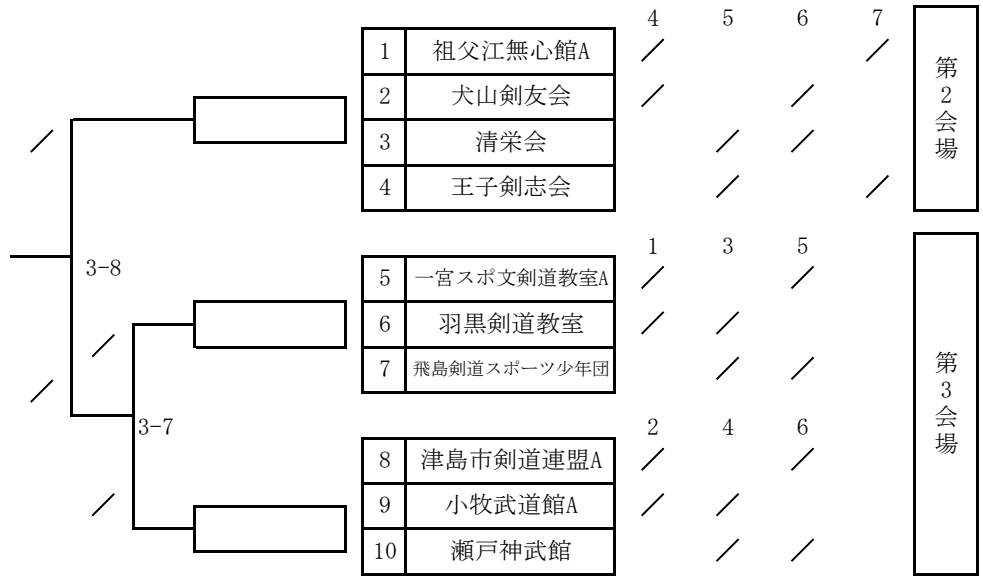 4 5 6 7
1 祖父江無心館A ／ ／
2 犬山剣友会 ／ ／
3 清栄会 ／ ／
4 王子剣志会 ／ ／
第2会場
／
3-8
1 3 5
5 一宮スポ文剣道教室A ／ ／
6 羽黒剣道教室 ／ ／
7 飛島剣道スポーツ少年団 ／ ／
／
／
3-7
2 4 6
8 津島市剣道連盟A ／ ／
9 小牧武道館A ／ ／
10 瀬戸神武館 ／ ／
／
第3会場